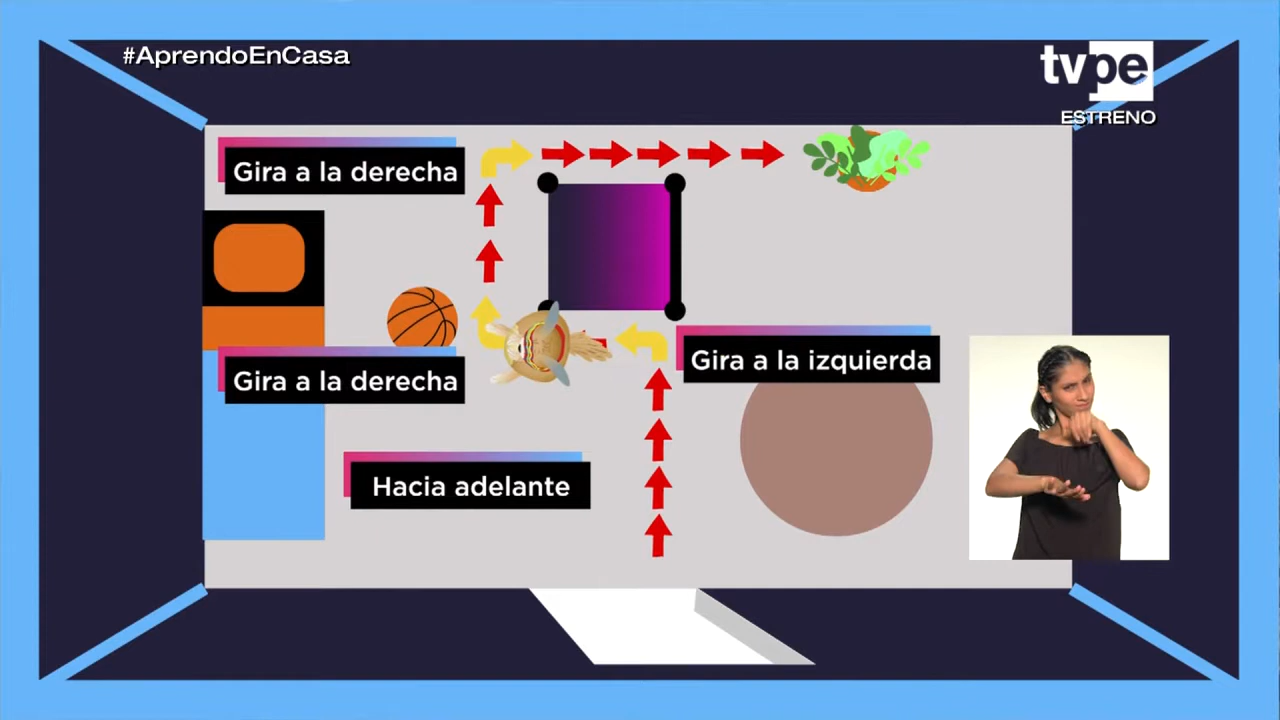 #AprendoEnCasa
tvpe
ESTRENO
Gira a la derecha
Gira a la izquierda
Gira a la derecha
Hacia adelante